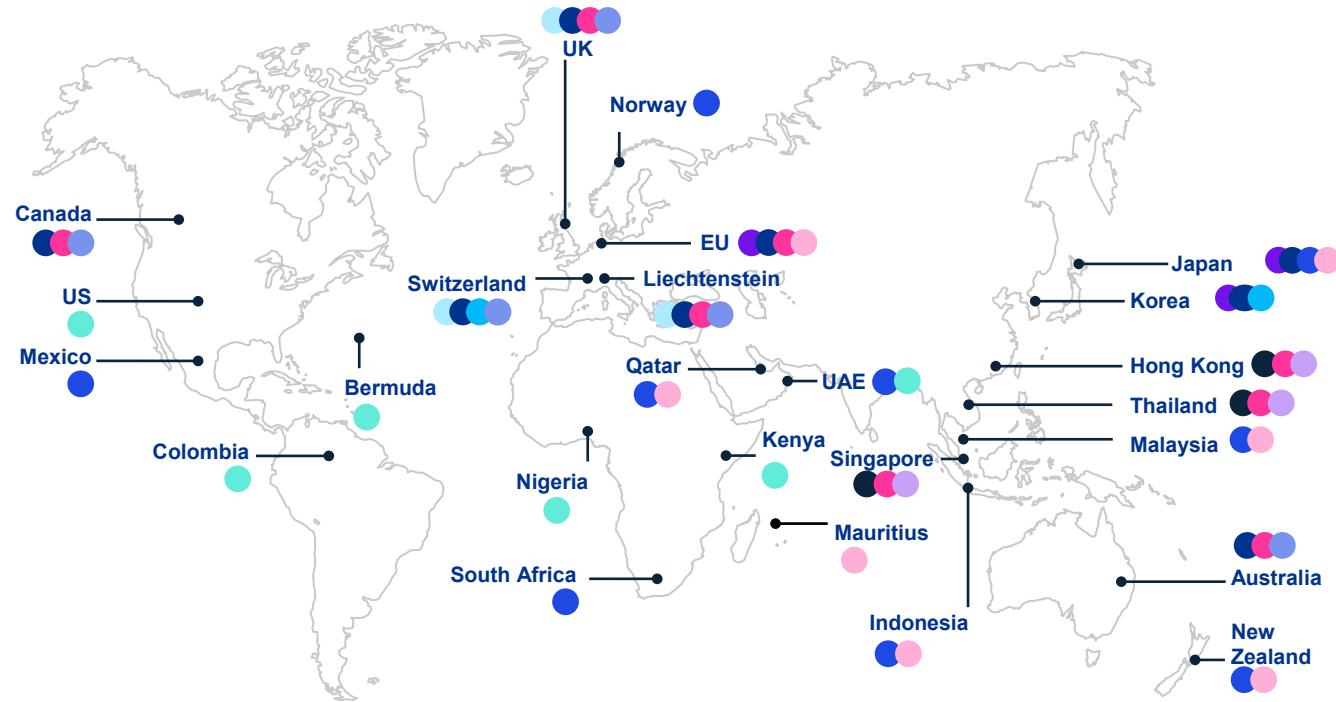 UK
Norway
Canada
EU
Switzerland
Liechtenstein
Japan
US
Korea
Mexico
Bermuda
Qatar
UAE
Hong Kong
Thailand
Malaysia
Colombia
Kenya
Singapore
Nigeria
Mauritius
South Africa
Australia
Indonesia
New
Zealand